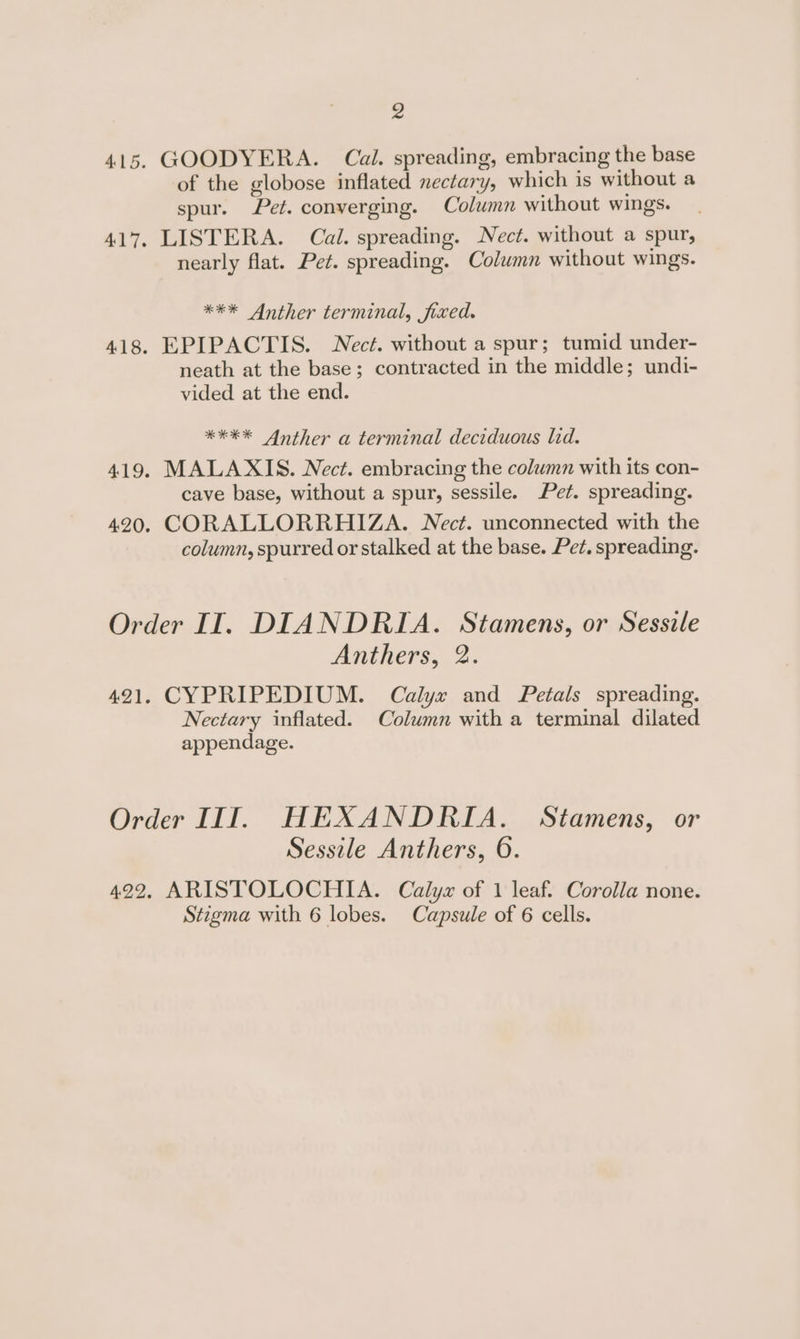 2
415. GOODYERA. Cal. spreading, embracing the base
of the globose inflated nectary, which is without a
spur. Pet. converging. Column without wings.
417. LISTERA. Cal. spreading. Nect. without a spur,
nearly flat. Pet. spreading. Column without wings.
*** Anther terminal, fixed.
418. EPIPACTIS. Nect. without a spur; tumid under-
neath at the base; contracted in the middle; undi-
vided at the end.
**** Anther a terminal deciduous lid.
419. MALAXIS. Nect. embracing the column with its con-
cave base, without a spur, sessile. Pet. spreading.
420. CORALLORRHIZA. Nect. unconnected with the
column, spurred or stalked at the base. Pet. spreading.
Order II. DIANDRIA. Stamens, or Sessile
Anthers, 2.
421. CYPRIPEDIUM. Calyx and Petals spreading.
Nectary inflated. Column with a terminal dilated
appendage.
Order III. HEXANDRIA. Stamens, or
Sessile Anthers, 6.
422. ARISTOLOCHIA. Calyx of 1 leaf. Corolla none.
Stigma with 6 lobes. Capsule of 6 cells.